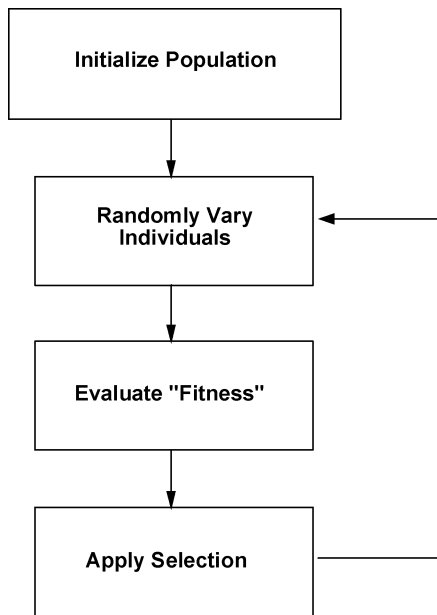 Initialize Population
Randomly Vary
Individuals
Evaluate "Fitness"
Apply Selection